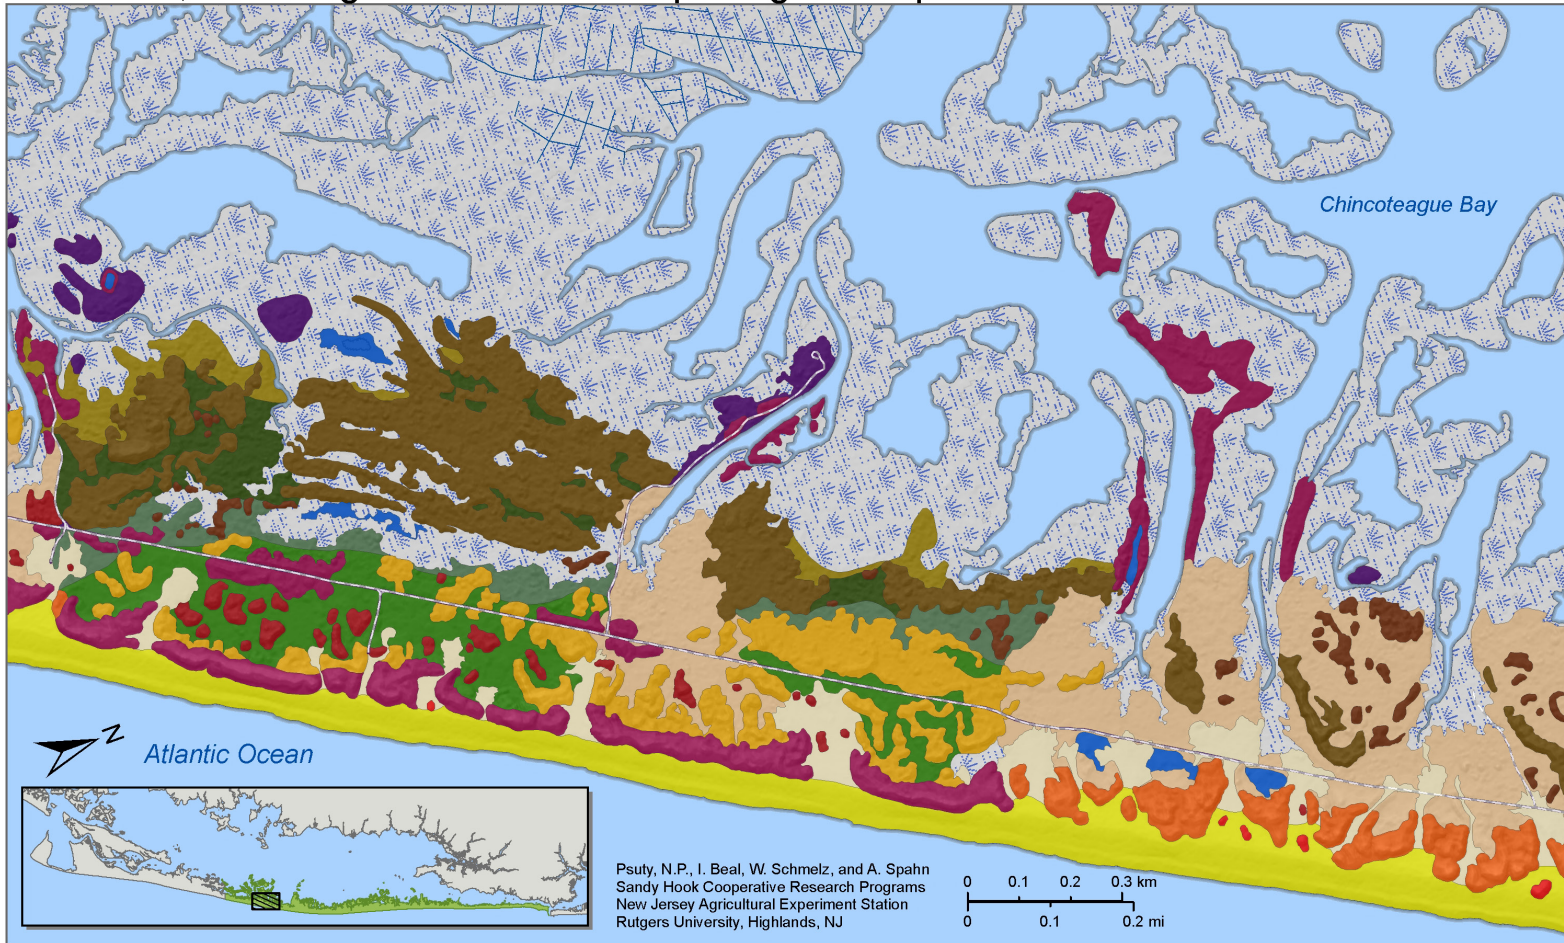 Chincoteague Bay
N
Atlantic Ocean
Psuty, N.P., I. Beal, W. Schmelz, and A. Spahn
Sandy Hook Cooperative Research Programs
New Jersey Agricultural Experiment Station
Rutgers University, Highlands, NJ
0 0.1 0.2 0.3 km
0 0.1 0.2 mi